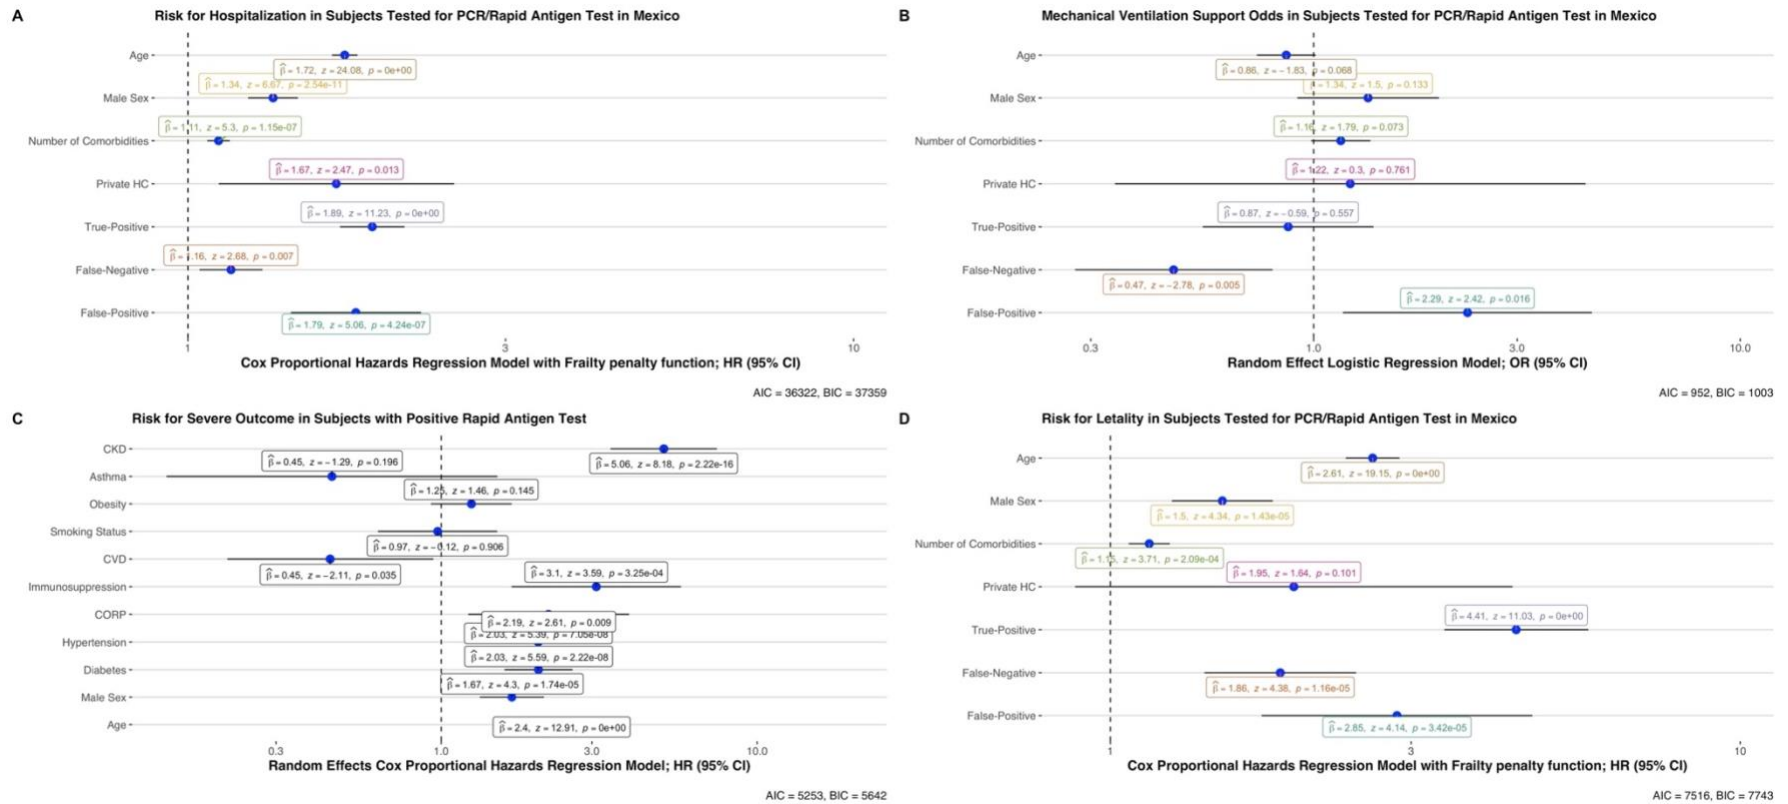 A
Risk for Hospitalization in Subjects Tested for PCR/Rapid Antigen Test in Mexico
Age
β̂ = 1.72, z = 24.08, p = 0e+00
β̂ = 1.34, z = 6.67, p = 2.54e-11
Male Sex
β̂ = 1.11, z = 5.3, p = 1.15e-07
Number of Comorbidities
β̂ = 1.67, z = 2.47, p = 0.013
Private HC
β̂ = 1.89, z = 11.23, p = 0e+00
True-Positive
β̂ = 1.16, z = 2.68, p = 0.007
False-Negative
False-Positive
β̂ = 1.79, z = 5.06, p = 4.24e-07
1 3 10
Cox Proportional Hazards Regression Model with Frailty penalty function; HR (95% CI)
AIC = 36322, BIC = 37359
B
Mechanical Ventilation Support Odds in Subjects Tested for PCR/Rapid Antigen Test in Mexico
Age
β̂ = 0.86, z = −1.83, p = 0.068
β̂ = 1.34, z = 1.5, p = 0.133
Male Sex
β̂ = 1.16, z = 1.79, p = 0.073
Number of Comorbidities
β̂ = 1.22, z = 0.3, p = 0.761
Private HC
β̂ = 0.87, z = −0.59, p = 0.557
True-Positive
False-Negative
β̂ = 0.47, z = −2.78, p = 0.005
β̂ = 2.29, z = 2.42, p = 0.016
False-Positive
0.3 1.0 3.0 10.0
Random Effect Logistic Regression Model; OR (95% CI)
AIC = 952, BIC = 1003
C
Risk for Severe Outcome in Subjects with Positive Rapid Antigen Test
CKD
β̂ = 5.06, z = 8.18, p = 2.22e-16
β̂ = 0.45, z = −1.29, p = 0.196
Asthma
β̂ = 1.25, z = 1.46, p = 0.145
Obesity
Smoking Status
β̂ = 0.97, z = −0.12, p = 0.906
CVD
β̂ = 0.45, z = −2.11, p = 0.035
β̂ = 3.1, z = 3.59, p = 3.25e-04
Immunosuppression
CORP
β̂ = 2.19, z = 2.61, p = 0.009
β̂ = 2.03, z = 5.39, p = 7.05e-08
Hypertension
β̂ = 2.03, z = 5.59, p = 2.22e-08
Diabetes
β̂ = 1.67, z = 4.3, p = 1.74e-05
Male Sex
Age
β̂ = 2.4, z = 12.91, p = 0e+00
0.3 1.0 3.0 10.0
Random Effects Cox Proportional Hazards Regression Model; HR (95% CI)
AIC = 5253, BIC = 5642
D
Risk for Letality in Subjects Tested for PCR/Rapid Antigen Test in Mexico
Age
β̂ = 2.61, z = 19.15, p = 0e+00
Male Sex
β̂ = 1.5, z = 4.34, p = 1.43e-05
Number of Comorbidities
z = 3.71, p = 2.09e-04
β̂ = 1.95, z = 1.64, p = 0.101
Private HC
β̂ = 4.41, z = 11.03, p = 0e+00
True-Positive
False-Negative
β̂ = 1.86, z = 4.38, p = 1.16e-05
False-Positive
β̂ = 2.85, z = 4.14, p = 3.42e-05
1 3 10
Cox Proportional Hazards Regression Model with Frailty penalty function; HR (95% CI)
AIC = 7516, BIC = 7743